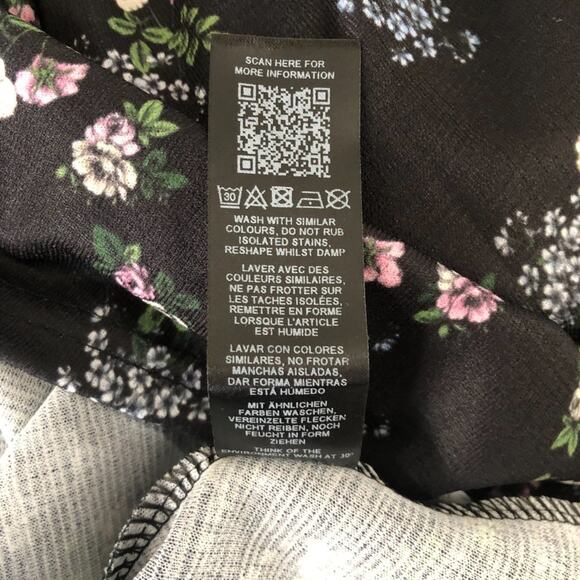 SCAN HERE FOR
MORE INFORMATION
30
WASH WITH SIMILAR
COLOURS, DO NOT RUB
ISOLATED STAINS,
RESHAPE WHILST DAMP
LAVER AVEC DES
COULEURS SIMILAIRES,
NE PAS FROTTER SUR
LES TACHES ISOLÉES,
REMETTRE EN FORME
LORSQUE L'ARTICLE
EST HUMIDE
LAVAR CON COLORES
SIMILARES, NO FROTAR
MANCHAS AISLADAS,
DAR FORMA MIENTRAS
ESTÁ HÚMEDO
MIT ÄHNLICHEN
FARBEN WASCHEN,
VEREINZELTE FLECKEN
NICHT REIBEN, NOCH
FEUCHT IN FORM
ZIEHEN
THINK OF THE
ENVIRONMENT WASH AT 30°